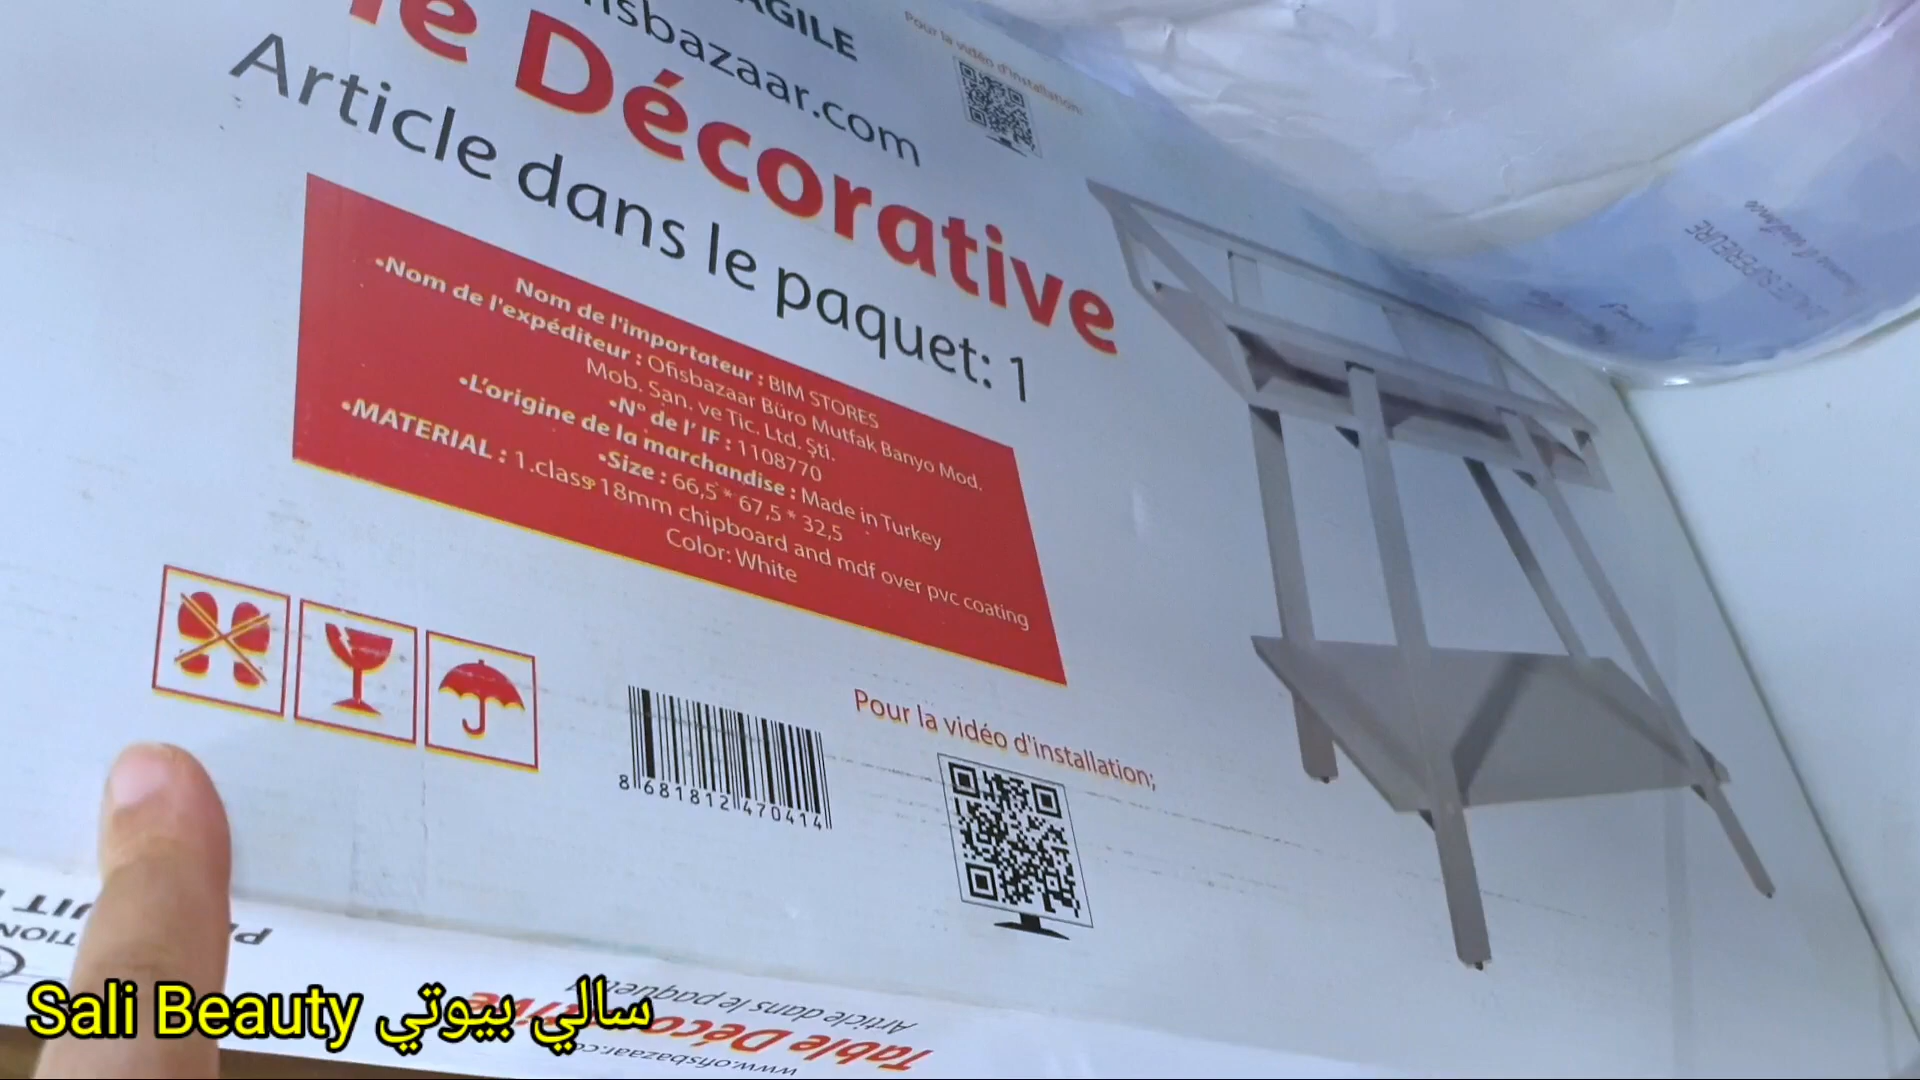 AGILE
isbazaar.com
le Décorative
Article dans le paquet: 1
Pour la vidéo d'installation;
Nom de l'importateur : BIM STORES
•Nom de l'expéditeur : Ofisbazaar Büro Mutfak Banyo Mod.
Mob. San. ve Tic. Ltd. Şti.
•N° de l' IF : 1108770
•L'origine de la marchandise : Made in Turkey
•Size : 66,5 * 67,5 * 32,5
•MATERIAL : 1.class 18mm chipboard and mdf over pvc coating
Color: White
8 681812 470414
Pour la vidéo d'installation;
www.ofisbazaar.co
Table Décorative
Article dans le paquet
Sali Beauty سالي بيوتي